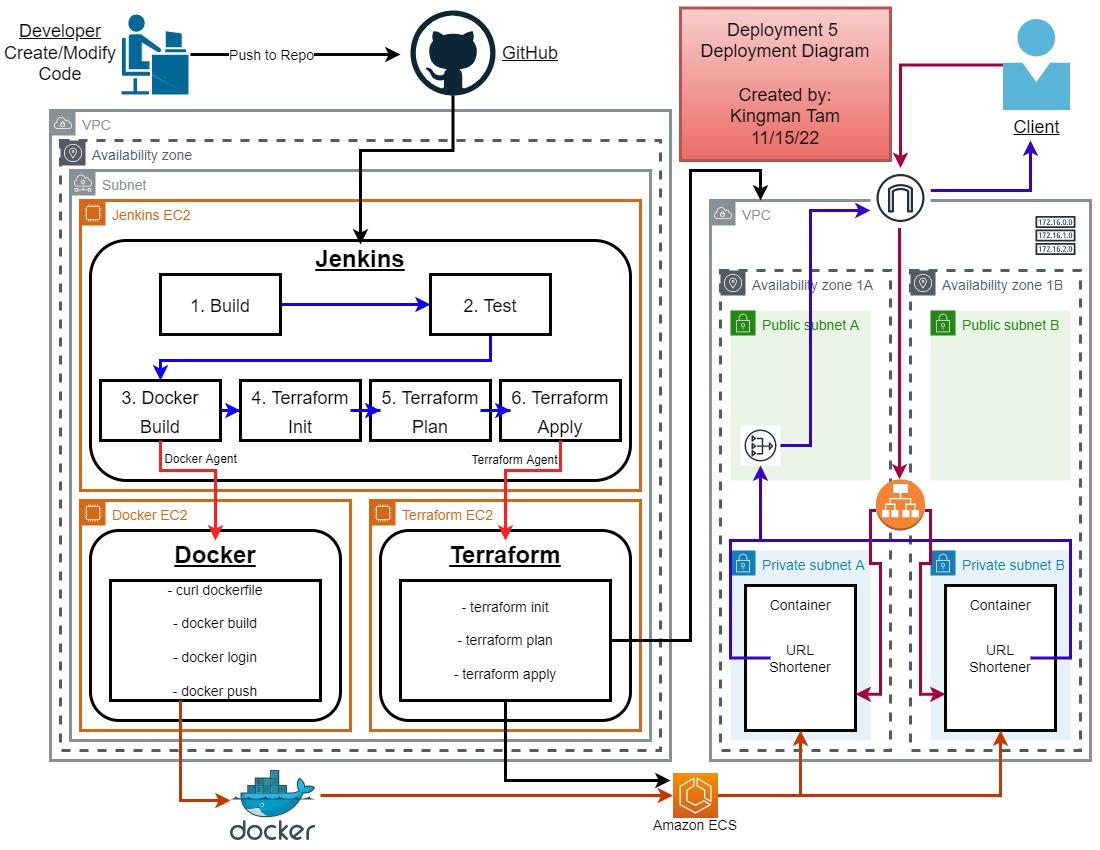 Developer
Create/Modify
Code
Push to Repo
GitHub
Deployment 5
Deployment Diagram
Created by:
Kingman Tam
11/15/22
Client
VPC
Availability zone
Subnet
Jenkins EC2
Jenkins
1. Build
2. Test
3. Docker
Build
4. Terraform
Init
5. Terraform
Plan
6. Terraform
Apply
Docker Agent
Terraform Agent
Docker EC2
Docker
- curl dockerfile
- docker build
- docker login
- docker push
Terraform EC2
Terraform
- terraform init
- terraform plan
- terraform apply
VPC
172.16.0.0
172.16.1.0
172.16.2.0
Availability zone 1A
Availability zone 1B
Public subnet A
Public subnet B
Private subnet A
Container
URL
Shortener
Private subnet B
Container
URL
Shortener
docker
Amazon ECS